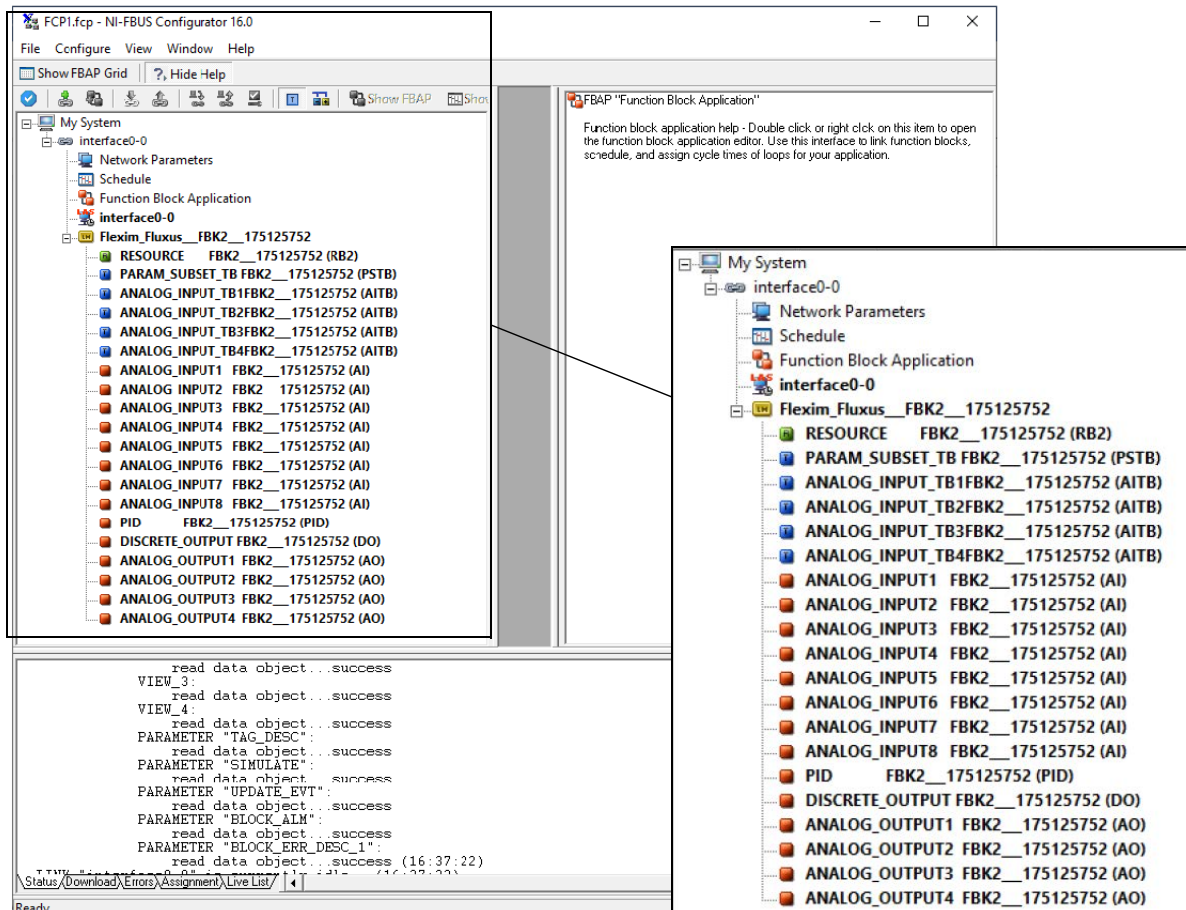 FCP1.fcp - NI-FBUS Configurator 16.0
File Configure View Window Help
Show FBAP Grid ?, Hide Help
Show FBAP Sho
My System
interface0-0
Network Parameters
Schedule
Function Block Application
interface0-0
Flexim_Fluxus__FBK2__175125752
RESOURCE FBK2__175125752 (RB2)
PARAM_SUBSET_TB FBK2__175125752 (PSTB)
ANALOG_INPUT_TB1FBK2__175125752 (AITB)
ANALOG_INPUT_TB2FBK2__175125752 (AITB)
ANALOG_INPUT_TB3FBK2__175125752 (AITB)
ANALOG_INPUT_TB4FBK2__175125752 (AITB)
ANALOG_INPUT1 FBK2__175125752 (AI)
ANALOG INPUT2 FBK2 175125752 (AI)
ANALOG_INPUT3 FBK2__175125752 (AI)
ANALOG_INPUT4 FBK2__175125752 (AI)
ANALOG_INPUT5 FBK2__175125752 (AI)
ANALOG_INPUT6 FBK2__175125752 (AI)
ANALOG_INPUT7 FBK2__175125752 (AI)
ANALOG_INPUT8 FBK2__175125752 (AI)
PID FBK2__175125752 (PID)
DISCRETE_OUTPUT FBK2__175125752 (DO)
ANALOG_OUTPUT1 FBK2__175125752 (AO)
ANALOG_OUTPUT2 FBK2__175125752 (AO)
ANALOG_OUTPUT3 FBK2__175125752 (AO)
ANALOG_OUTPUT4 FBK2__175125752 (AO)
FBAP "Function Block Application"
Function block application help - Double click or right click on this item to open
the function block application editor. Use this interface to link function blocks,
schedule, and assign cycle times of loops for your application.
My System
interface0-0
Network Parameters
Schedule
Function Block Application
interface0-0
Flexim_Fluxus__FBK2__175125752
RESOURCE FBK2__175125752 (RB2)
PARAM_SUBSET_TB FBK2__175125752 (PSTB)
ANALOG_INPUT_TB1FBK2__175125752 (AITB)
ANALOG_INPUT_TB2FBK2__175125752 (AITB)
ANALOG_INPUT_TB3FBK2__175125752 (AITB)
ANALOG_INPUT_TB4FBK2__175125752 (AITB)
ANALOG_INPUT1 FBK2__175125752 (AI)
ANALOG_INPUT2 FBK2__175125752 (AI)
ANALOG_INPUT3 FBK2__175125752 (AI)
ANALOG_INPUT4 FBK2__175125752 (AI)
ANALOG_INPUT5 FBK2__175125752 (AI)
ANALOG_INPUT6 FBK2__175125752 (AI)
ANALOG_INPUT7 FBK2__175125752 (AI)
ANALOG_INPUT8 FBK2__175125752 (AI)
PID FBK2__175125752 (PID)
DISCRETE_OUTPUT FBK2__175125752 (DO)
ANALOG_OUTPUT1 FBK2__175125752 (AO)
ANALOG_OUTPUT2 FBK2__175125752 (AO)
ANALOG_OUTPUT3 FBK2__175125752 (AO)
ANALOG_OUTPUT4 FBK2__175125752 (AO)
read data object...success
VIEW_3:
read data object...success
VIEW_4:
read data object...success
PARAMETER "TAG_DESC":
read data object...success
PARAMETER "SIMULATE":
read data object...success
PARAMETER "UPDATE_EVT":
read data object...success
PARAMETER "BLOCK_ALM":
read data object...success
PARAMETER "BLOCK_ERR_DESC_1":
read data object...success (16:37:22)
Status Download Errors Assignment Live List
Ready